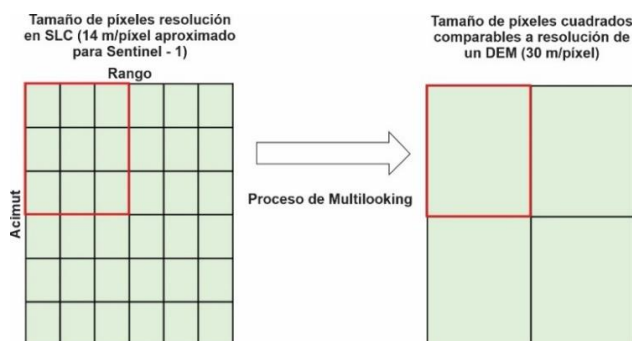 Tamaño de píxeles resolución
en SLC (14 m/píxel aproximado
para Sentinel - 1)
Rango
Acimut
Proceso de Multilooking
Tamaño de píxeles cuadrados
comparables a resolución de
un DEM (30 m/píxel)